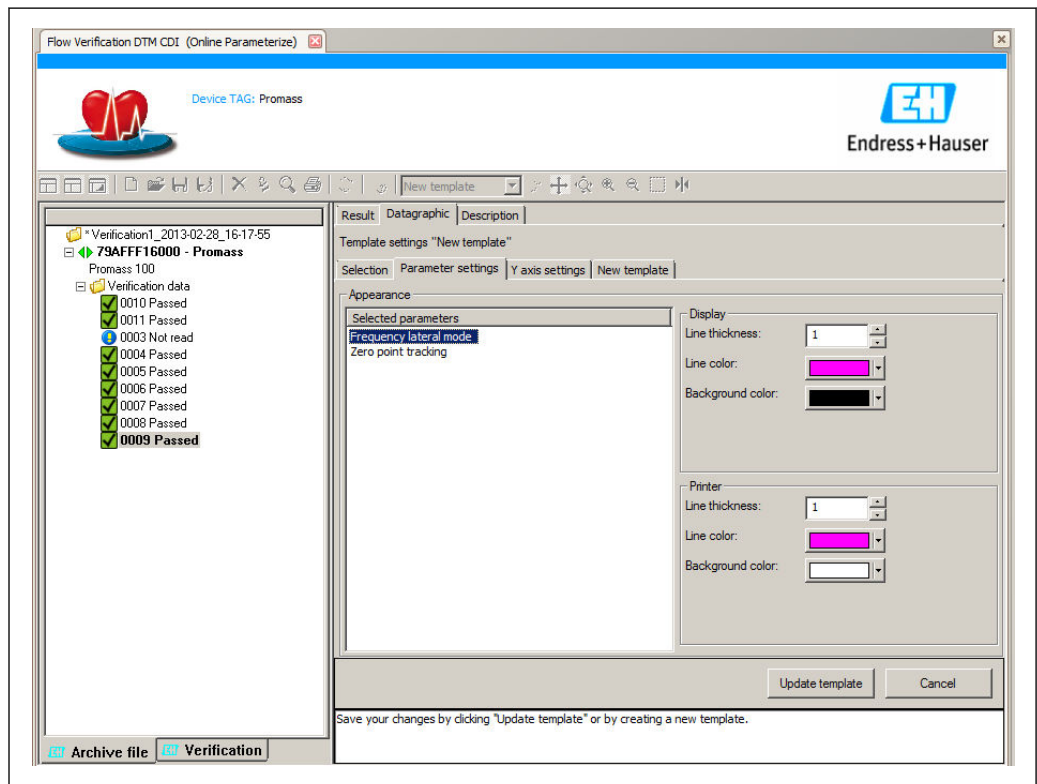 Flow Verification DTM CDI (Online Parameterize)
Device TAG: Promass
EH
Endress+Hauser
New template
* Verification1_2013-02-28_16-17-55
79AFFF16000 - Promass
Promass 100
Verification data
0010 Passed
0011 Passed
0003 Not read
0004 Passed
0005 Passed
0006 Passed
0007 Passed
0008 Passed
0009 Passed
Archive file Verification
Result Datagraphic Description
Template settings "New template"
Selection Parameter settings Y axis settings New template
Appearance
Selected parameters
Frequency lateral mode
Zero point tracking
Display
Line thickness: 1
Line color:
Background color:
Printer
Line thickness: 1
Line color:
Background color:
Update template Cancel
Save your changes by clicking "Update template" or by creating a new template.